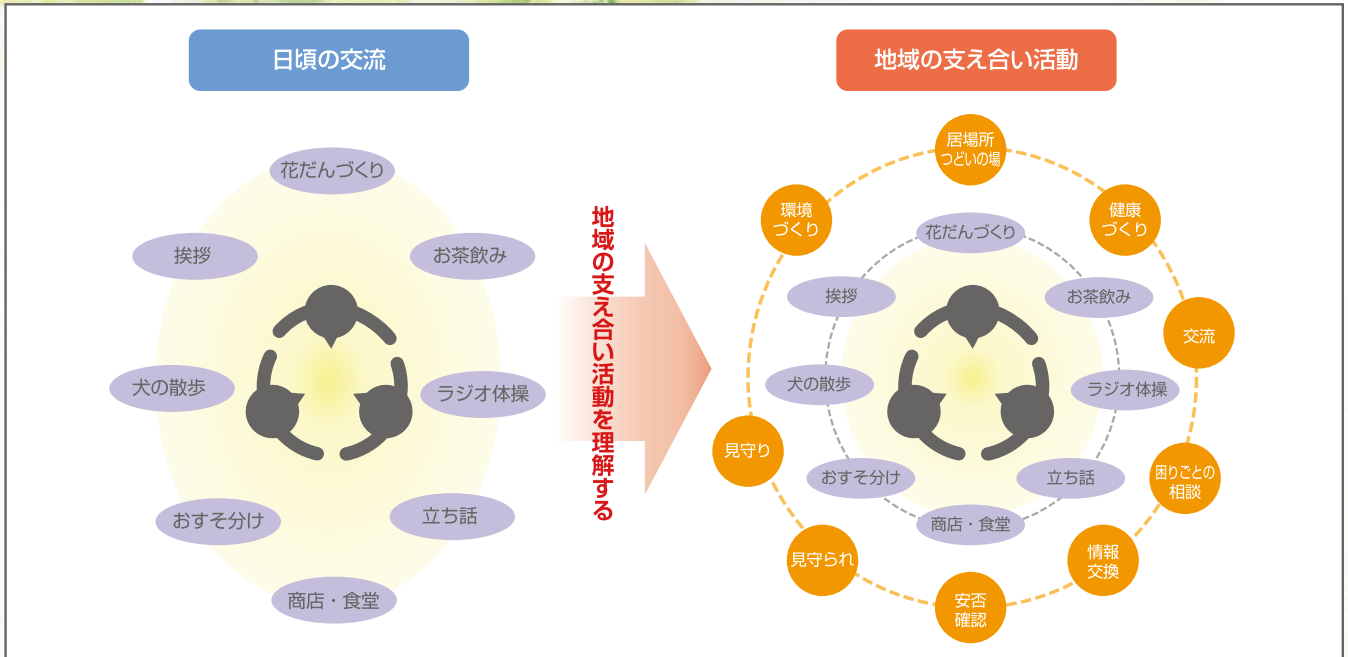 日頃の交流
花だんづくり
挨拶
お茶飲み
犬の散歩
ラジオ体操
おすそ分け
立ち話
商店・食堂
地域の支え合い活動を理解する
地域の支え合い活動
居場所
つどいの場
環境
づくり
健康
づくり
花だんづくり
挨拶
お茶飲み
交流
犬の散歩
ラジオ体操
見守り
おすそ分け
立ち話
困りごとの
相談
商店・食堂
見守られ
情報
交換
安否
確認